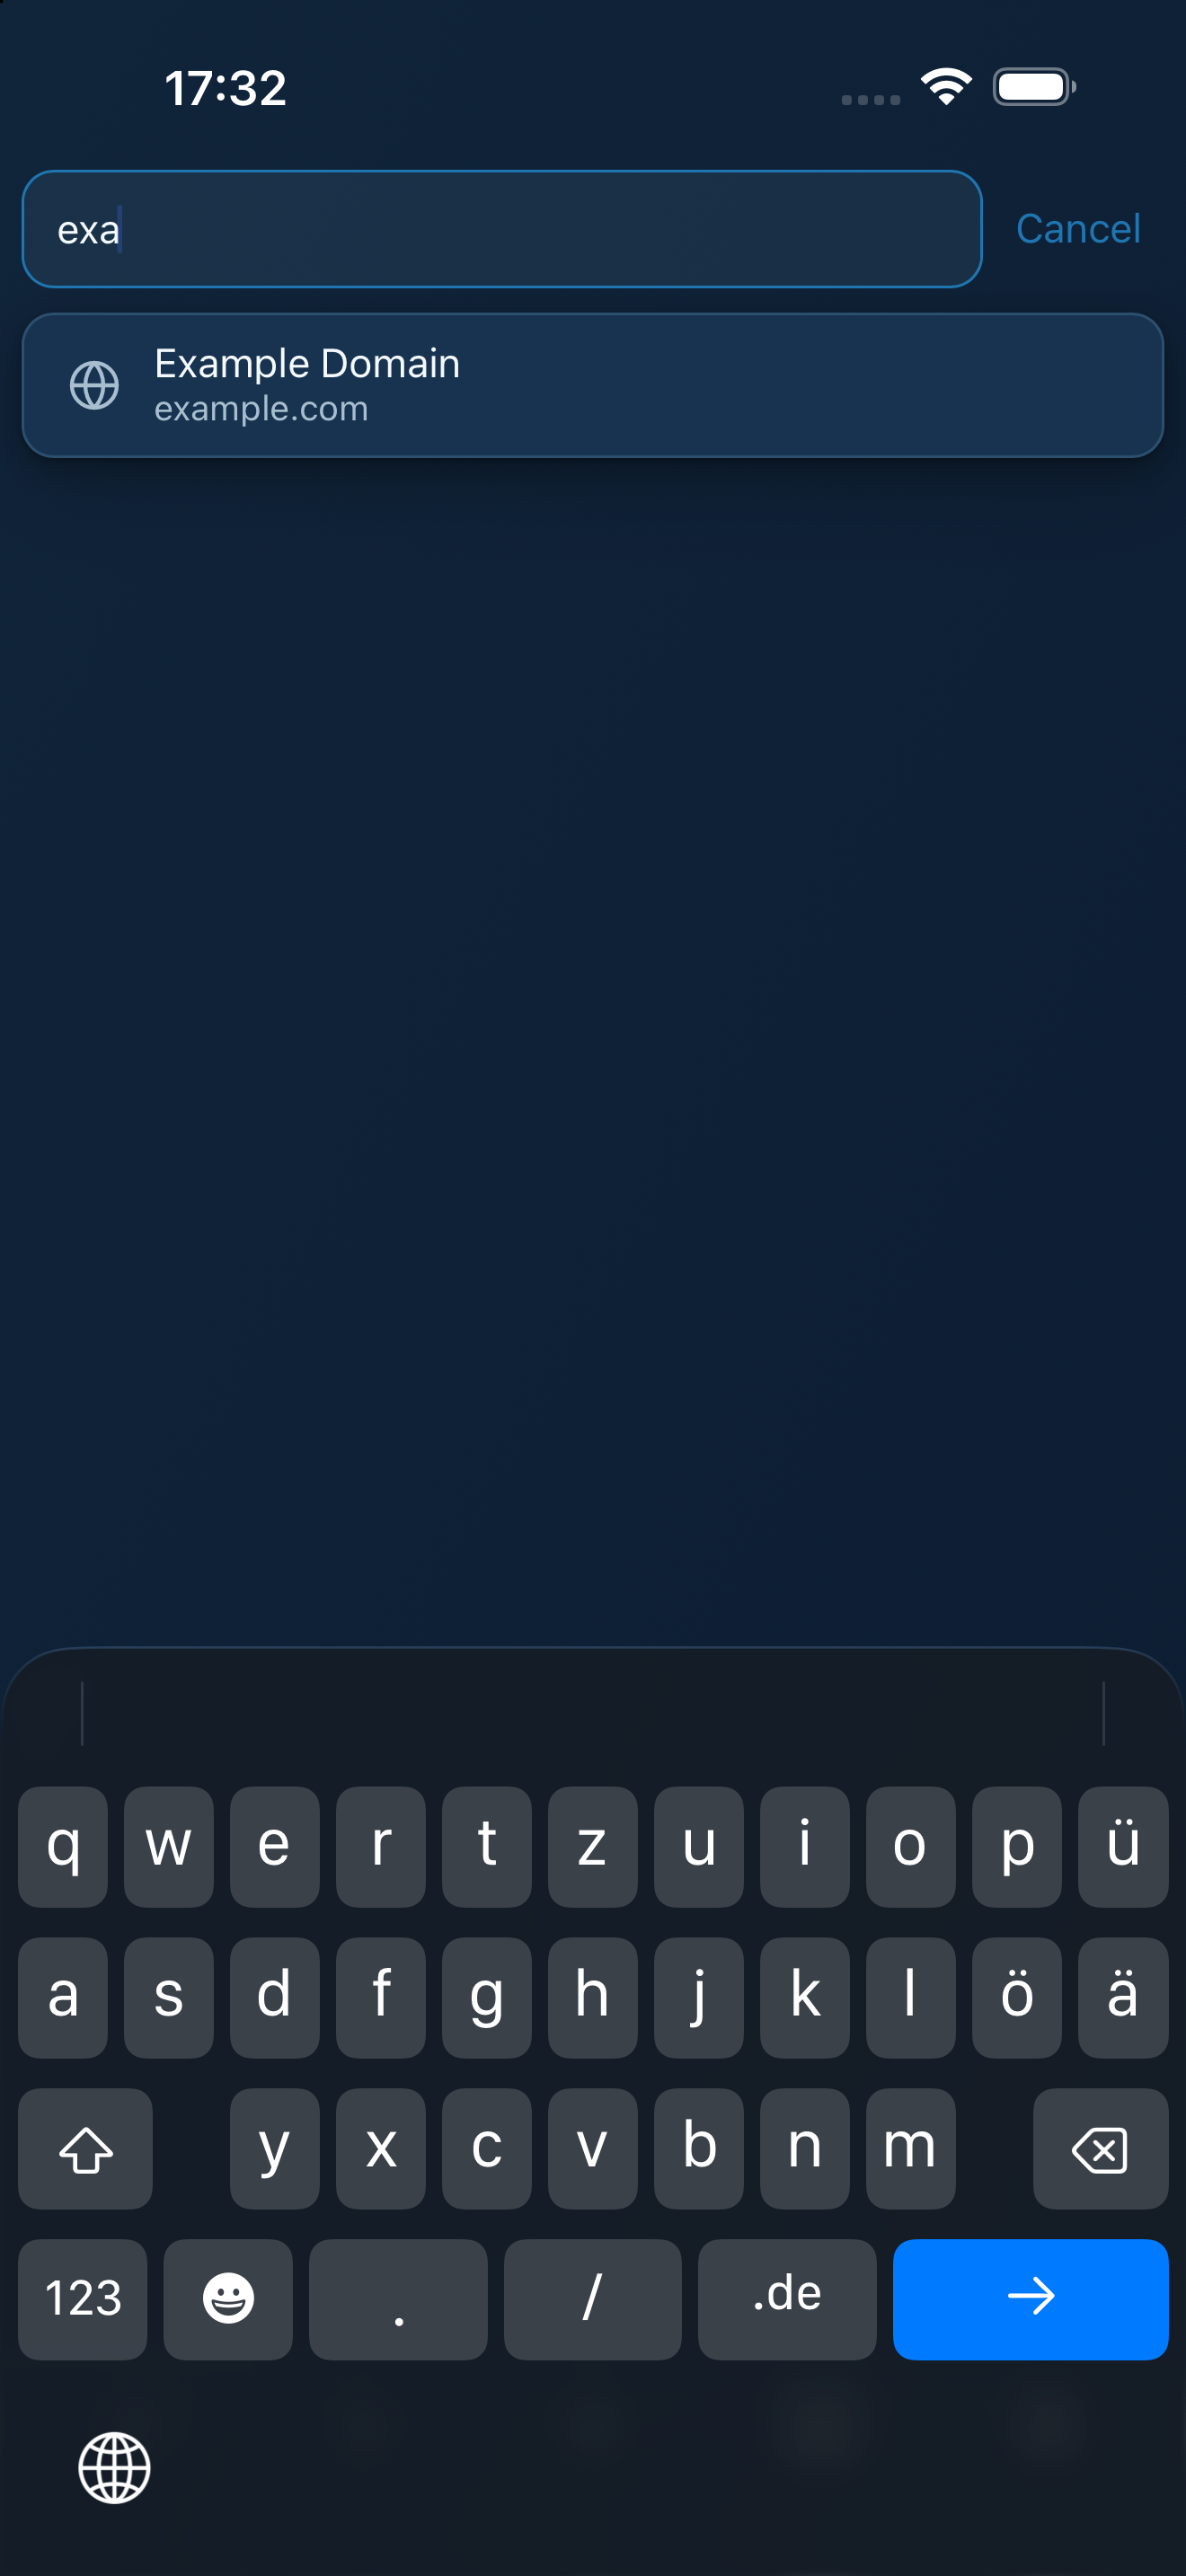 17:32
exa
Cancel
Example Domain
example.com
q w e r t z u i o p ü
a s d f g h j k l ö ä
y x c v b n m
123 . / .de